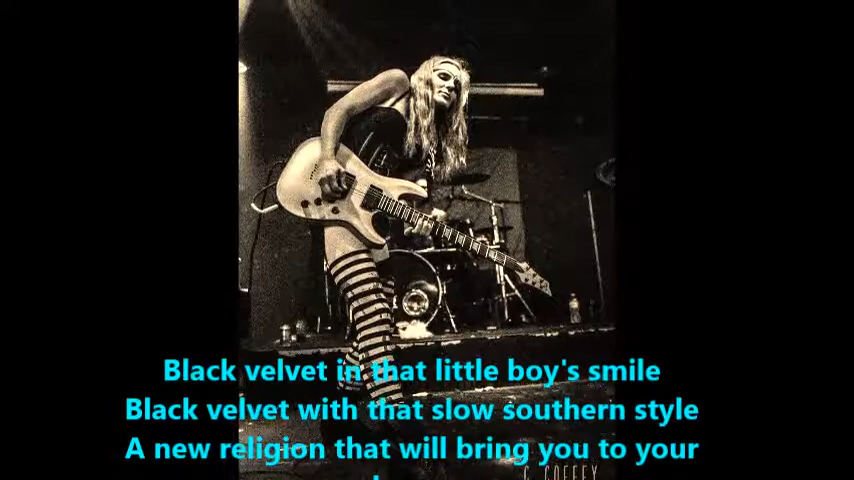 Black velvet in that little boy's smile
Black velvet with that slow southern style
A new religion that will bring you to your
C COFFEY